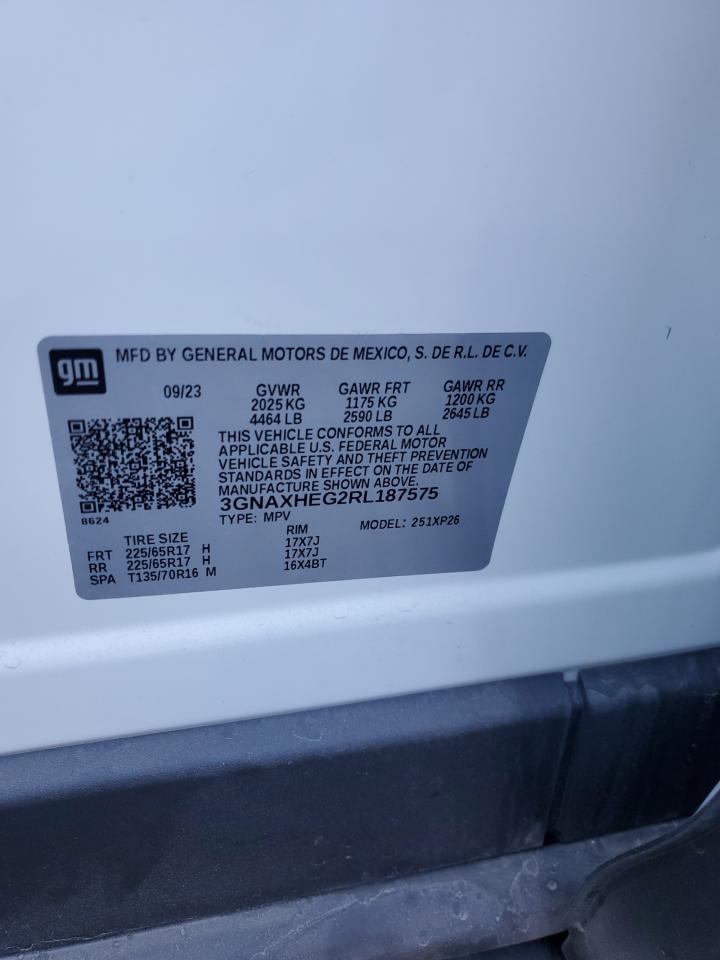 gm MFD BY GENERAL MOTORS DE MEXICO, S. DE R.L. DE C.V.
09/23 GVWR GAWR FRT GAWR RR
2025 KG 1175 KG 1200 KG
4464 LB 2590 LB 2645 LB
THIS VEHICLE CONFORMS TO ALL
APPLICABLE U.S. FEDERAL MOTOR
VEHICLE SAFETY AND THEFT PREVENTION
STANDARDS IN EFFECT ON THE DATE OF
MANUFACTURE SHOWN ABOVE.
3GNAXHEG2RL187575
8624
TYPE: MPV MODEL: 251XP26
TIRE SIZE RIM
FRT 225/65R17 H 17X7J
RR 225/65R17 H 17X7J
SPA T135/70R16 M 16X4BT